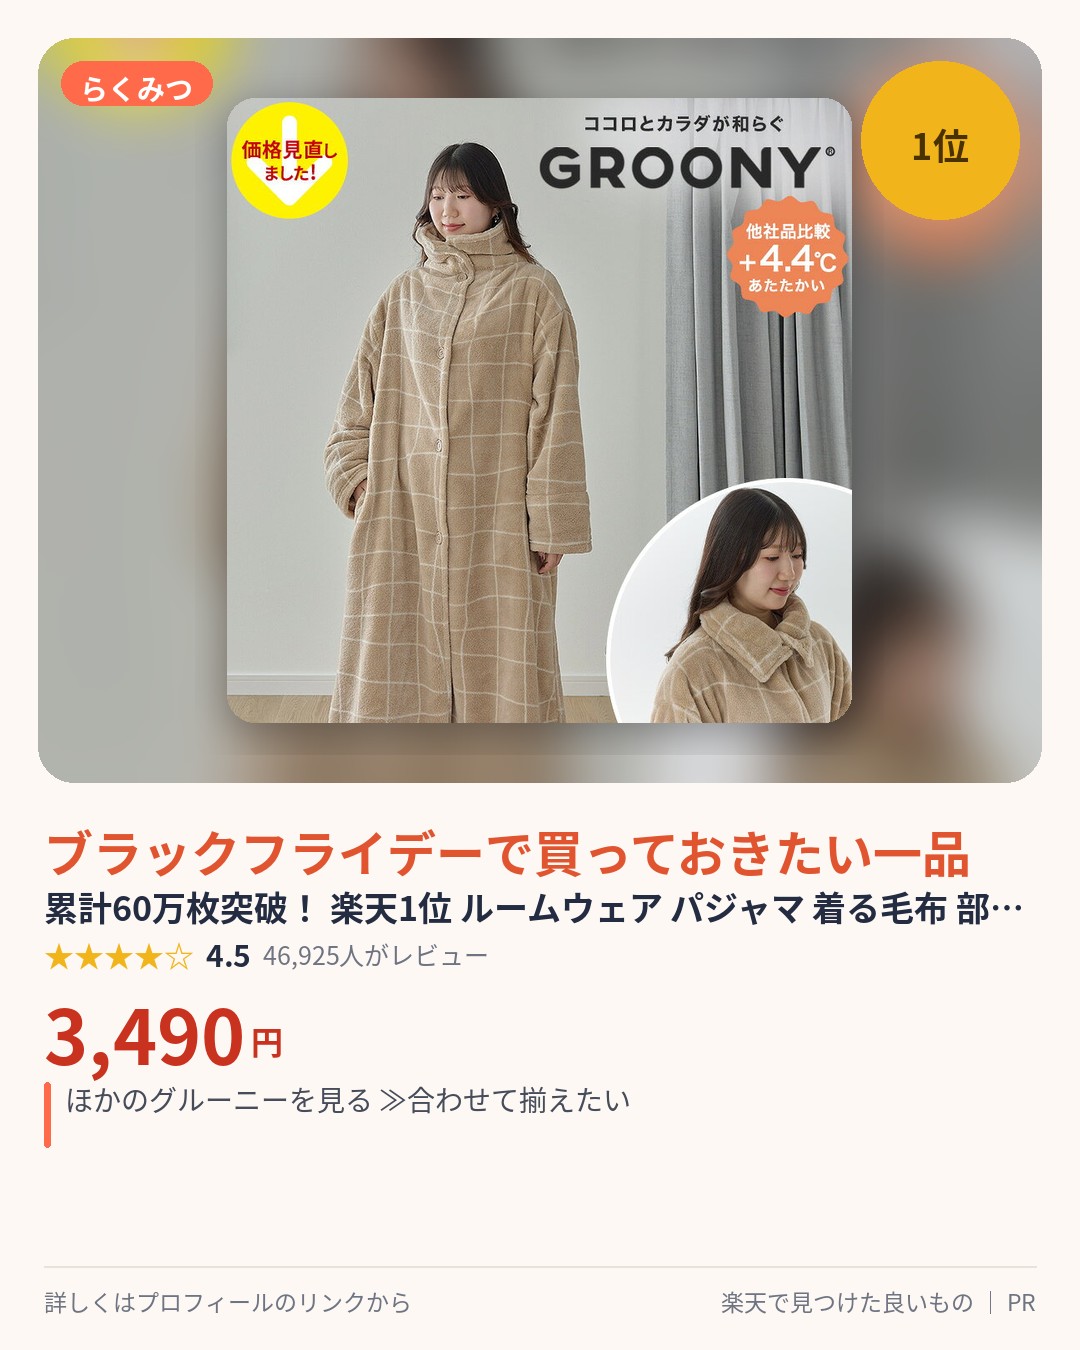 らくみつ
1位
価格見直し
ました!
ココロとカラダが和らぐ
GROONY®
他社品比較
+4.4℃
あたたかい
ブラックフライデーで買っておきたい一品
累計60万枚突破！ 楽天1位 ルームウェア パジャマ 着る毛布 部…
★★★★☆ 4.5 46,925人がレビュー
3,490円
ほかのグルーニーを見る ≫合わせて揃えたい
詳しくはプロフィールのリンクから
楽天で見つけた良いもの｜PR